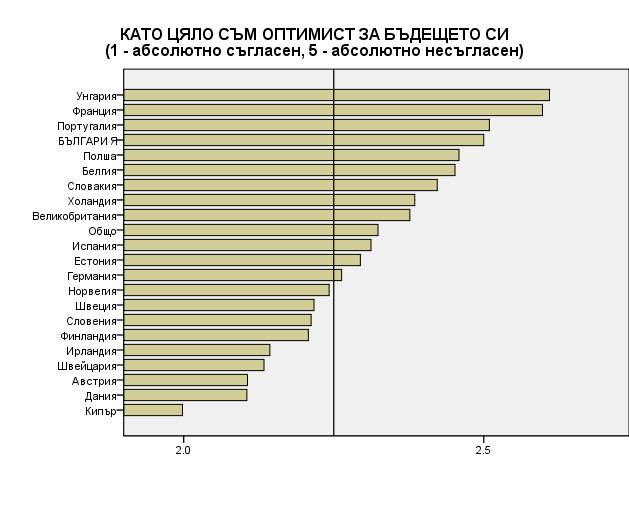 КАТО ЦЯЛО СЪМ ОПТИМИСТ ЗА БЪДЕЩЕТО СИ
(1 - абсолютно съгласен, 5 - абсолютно несъгласен)
Унгария
Франция
Португалия
БЪЛГАРИЯ
Полша
Белгия
Словакия
Холандия
Великобритания
Общо
Испания
Естония
Германия
Норвегия
Швеция
Словения
Финландия
Ирландия
Швейцария
Австрия
Дания
Кипър
2.0 2.5